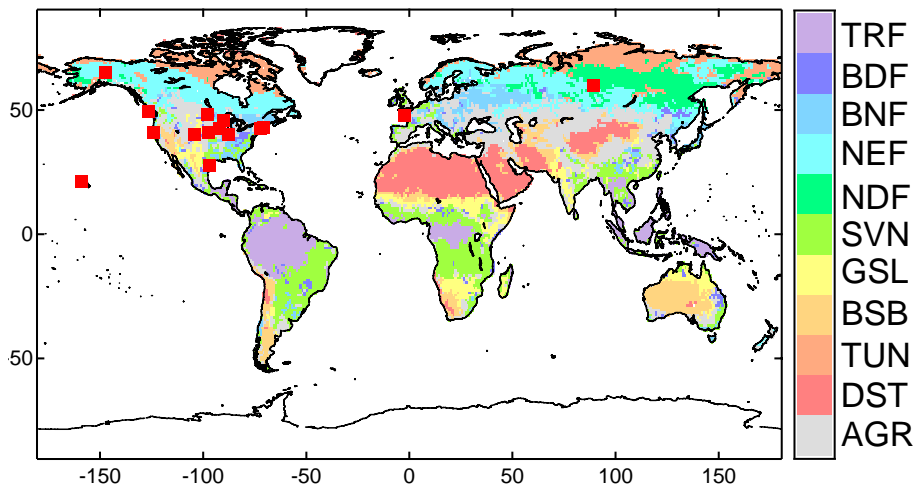 50
0
-50
-150
-100
-50
0
50
100
150
TRF
BDF
BNF
NEF
NDF
SVN
GSL
BSB
TUN
DST
AGR